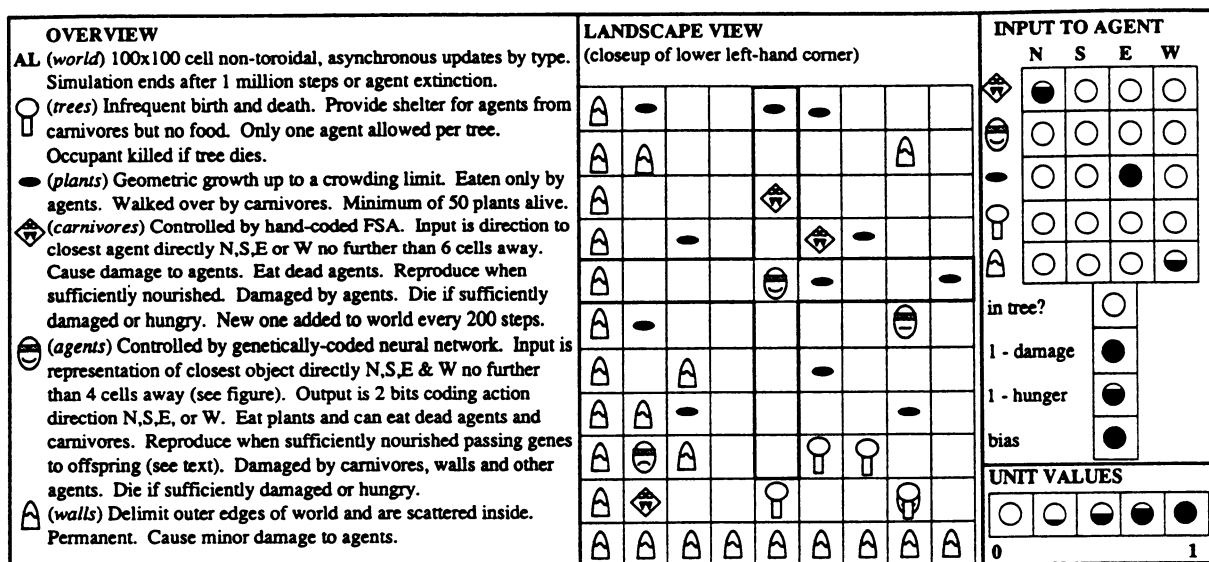 OVERVIEW
AL (world) 100x100 cell non-toroidal, asynchronous updates by type.
Simulation ends after 1 million steps or agent extinction.
(trees) Infrequent birth and death. Provide shelter for agents from
carnivores but no food. Only one agent allowed per tree.
Occupant killed if tree dies.
(plants) Geometric growth up to a crowding limit. Eaten only by
agents. Walked over by carnivores. Minimum of 50 plants alive.
(carnivores) Controlled by hand-coded FSA. Input is direction to
closest agent directly N,S,E or W no further than 6 cells away.
Cause damage to agents. Eat dead agents. Reproduce when
sufficiently nourished. Damaged by agents. Die if sufficiently
damaged or hungry. New one added to world every 200 steps.
(agents) Controlled by genetically-coded neural network. Input is
representation of closest object directly N,S,E & W no further
than 4 cells away (see figure). Output is 2 bits coding action
direction N,S,E, or W. Eat plants and can eat dead agents and
carnivores. Reproduce when sufficiently nourished passing genes
to offspring (see text). Damaged by carnivores, walls and other
agents. Die if sufficiently damaged or hungry.
(walls) Delimit outer edges of world and are scattered inside.
Permanent. Cause minor damage to agents.
LANDSCAPE VIEW
(closeup of lower left-hand corner)
INPUT TO AGENT
N S E W
in tree?
1 - damage
1 - hunger
bias
UNIT VALUES
0 1